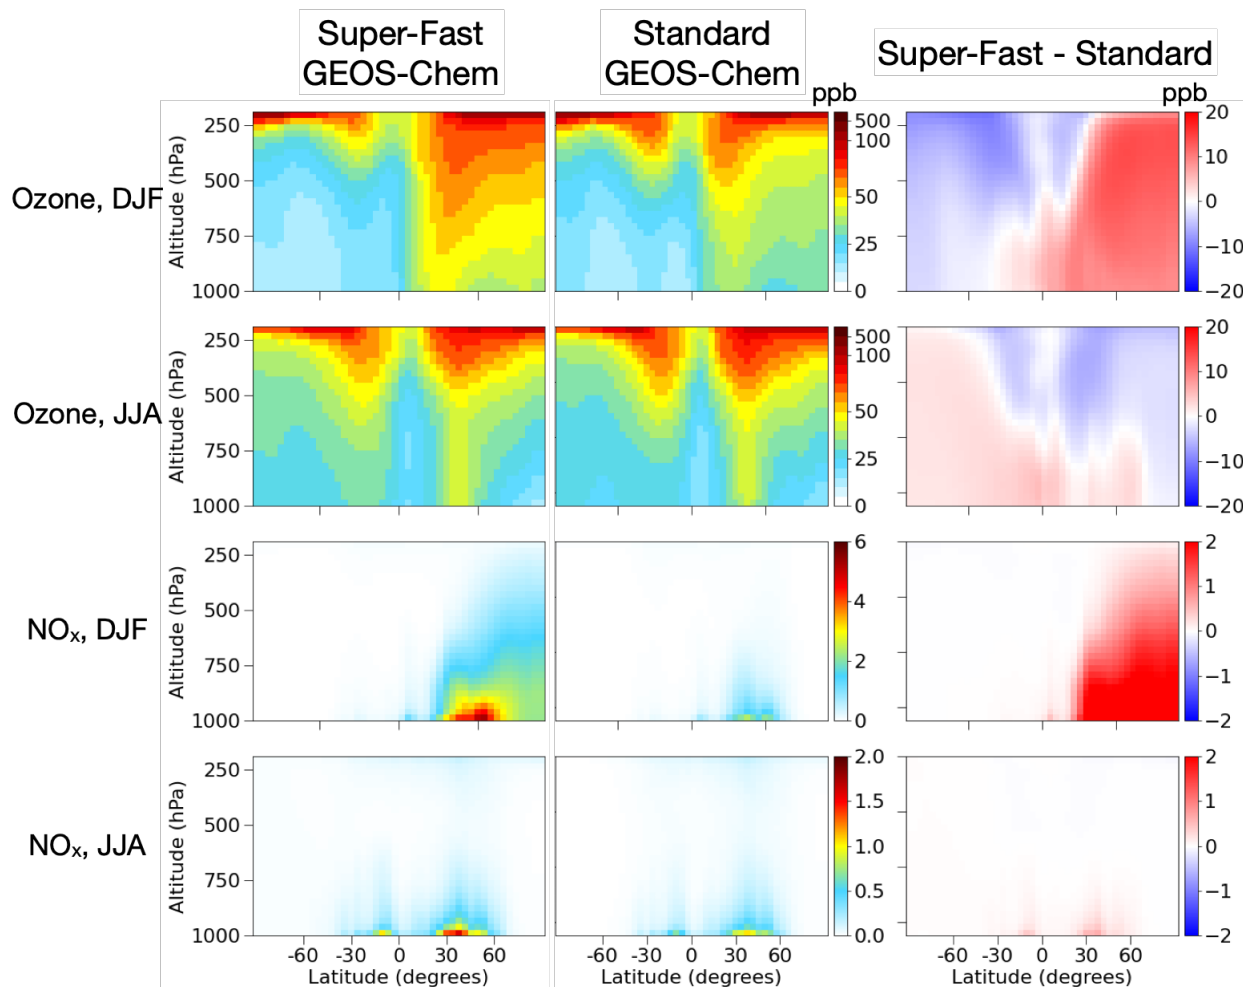 Super-Fast
GEOS-Chem
Standard
GEOS-Chem
Super-Fast - Standard
ppb
ppb
Ozone, DJF
Altitude (hPa)
250
500
750
1000
500
100
50
25
0
20
10
0
−10
−20
Ozone, JJA
Altitude (hPa)
250
500
750
1000
500
100
50
25
0
20
10
0
−10
−20
NOₓ, DJF
Altitude (hPa)
250
500
750
1000
6
4
2
0
2
1
0
−1
−2
NOₓ, JJA
Altitude (hPa)
250
500
750
1000
2.0
1.5
1.0
0.5
0.0
2
1
0
−1
−2
-60 -30 0 30 60
-60 -30 0 30 60
-60 -30 0 30 60
Latitude (degrees)
Latitude (degrees)
Latitude (degrees)